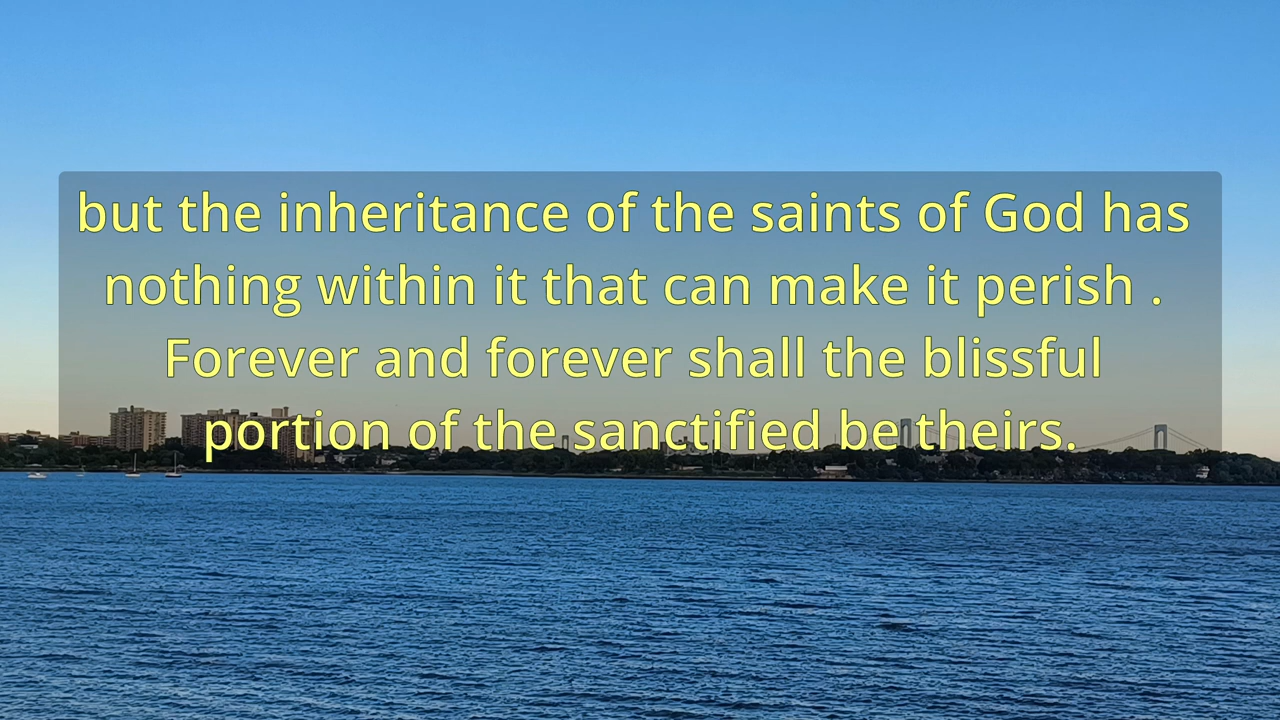 but the inheritance of the saints of God has
nothing within it that can make it perish .
Forever and forever shall the blissful
portion of the sanctified be theirs.